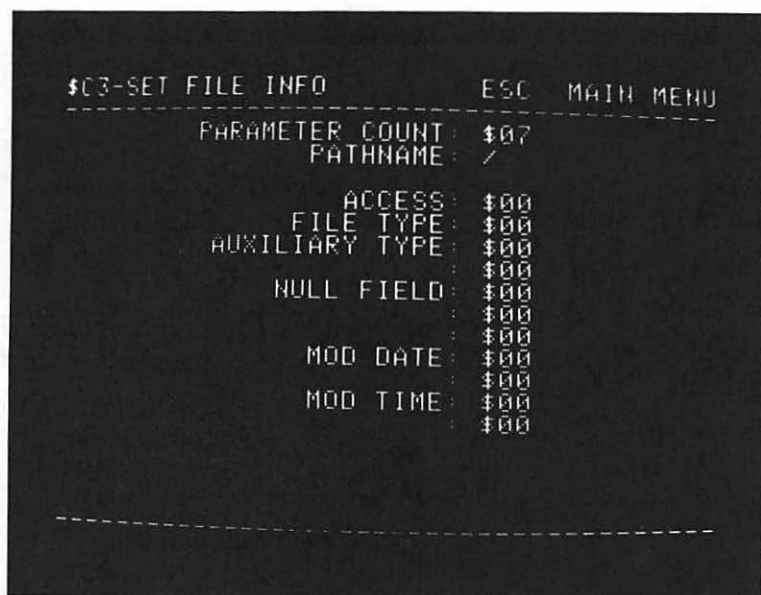 $C3-SET FILE INFO ESC MAIN MENU
PARAMETER COUNT: $07
PATHNAME: /
ACCESS: $00
FILE TYPE: $00
AUXILIARY TYPE: $00
: $00
NULL FIELD: $00
: $00
: $00
MOD DATE: $00
: $00
MOD TIME: $00
: $00